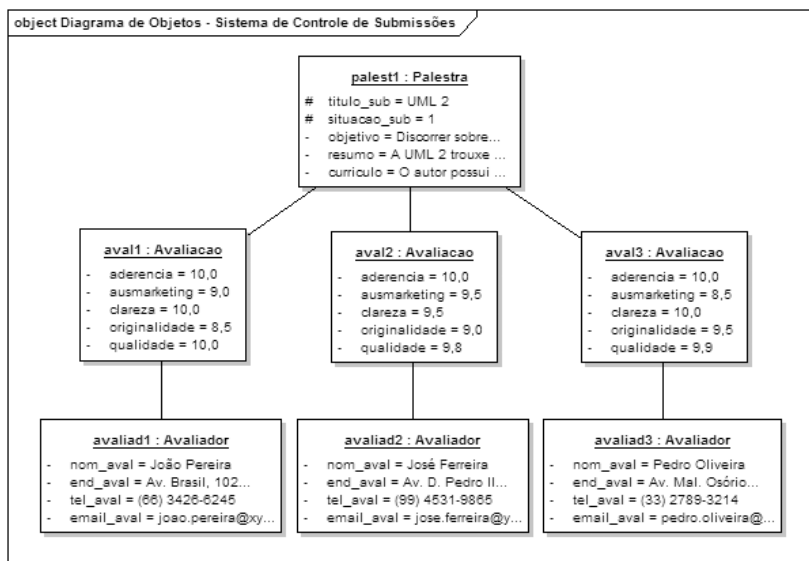 object Diagrama de Objetos - Sistema de Controle de Submissões
palest1 : Palestra
# titulo_sub = UML 2
# situacao_sub = 1
- objetivo = Discorrer sobre...
- resumo = A UML 2 trouxe ...
- curriculo = O autor possui ...
aval1 : Avaliacao
- aderencia = 10,0
- ausmarketing = 9,0
- clareza = 10,0
- originalidade = 8,5
- qualidade = 10,0
aval2 : Avaliacao
- aderencia = 10,0
- ausmarketing = 9,5
- clareza = 9,5
- originalidade = 9,0
- qualidade = 9,8
aval3 : Avaliacao
- aderencia = 10,0
- ausmarketing = 8,5
- clareza = 10,0
- originalidade = 9,5
- qualidade = 9,9
avaliad1 : Avaliador
- nom_aval = João Pereira
- end_aval = Av. Brasil, 102...
- tel_aval = (66) 3426-6245
- email_aval = joao.pereira@xy...
avaliad2 : Avaliador
- nom_aval = José Ferreira
- end_aval = Av. D. Pedro II...
- tel_aval = (99) 4531-9865
- email_aval = jose.ferreira@y...
avaliad3 : Avaliador
- nom_aval = Pedro Oliveira
- end_aval = Av. Mal. Osório...
- tel_aval = (33) 2789-3214
- email_aval = pedro.oliveira@...